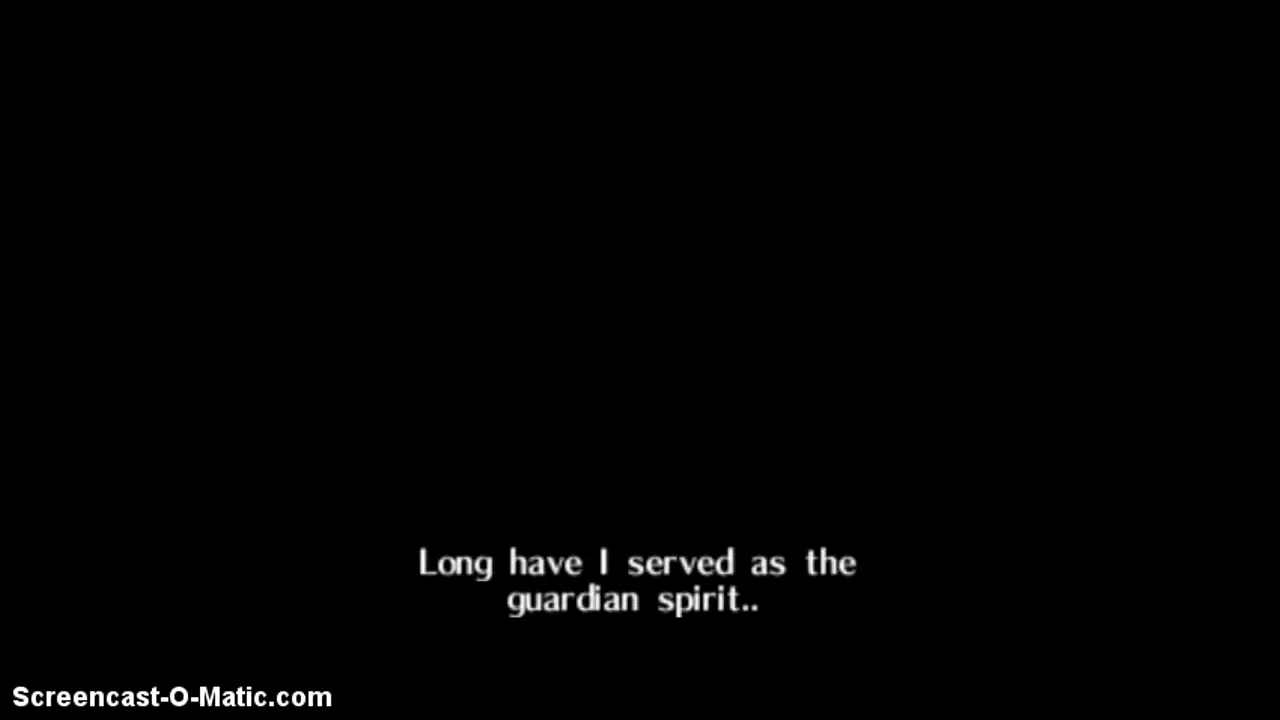 Long have I served as the
guardian spirit..
Screencast-O-Matic.com